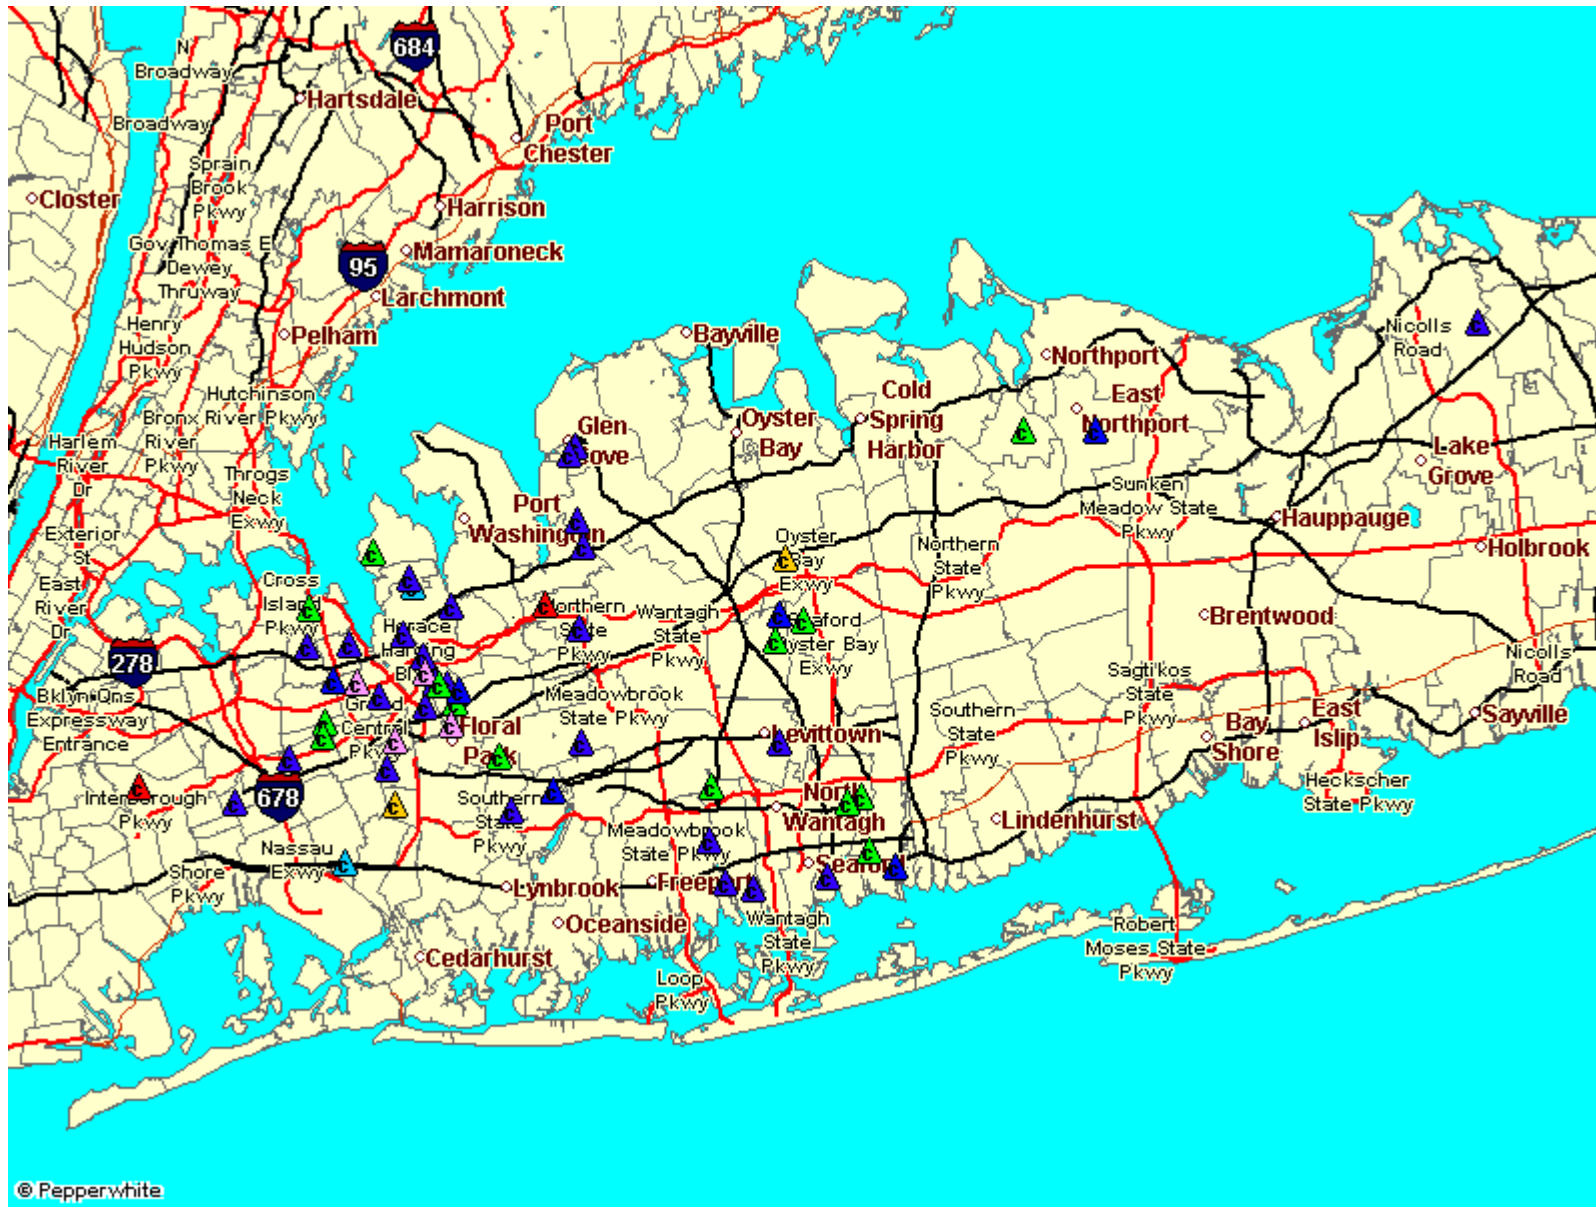 684
N
Broadway
Hartsdale
Broadway
Port
Chester
Sprain
Brook
Pkwy
Closter
Harrison
Gov Thomas E
Dewey
Thruway
Mamaroneck
95
Larchmont
Henry
Hudson
Pkwy
Pelham
Bayville
Nicolls
Road
Northport
Hutchinson
River Pkwy
Bronx
River
Pkwy
Cold
Spring
Harbor
East
Northport
Glen
Oyster
Bay
Harlem
River
Dr
Throgs
Neck
Exwy
Lake
Grove
Port
Washington
Sunken
Meadow State
Pkwy
Hauppauge
Exterior
St
Oyster
Bay
Exwy
Northern
State
Pkwy
Holbrook
East
River
Dr
Cross
Island
Pkwy
Northern
State
Pkwy
Wantagh
State
Pkwy
Brentwood
Horace
Harding
Seaford
Oyster Bay
Exwy
278
Bklyn Qns
Expressway
Entrance
Grand
Central
Pkwy
Meadowbrook
State Pkwy
Sagtikos
State
Pkwy
Nicolls
Road
Floral
Park
Levittown
Southern
State
Pkwy
Bay
Shore
East
Islip
Sayville
Heckscher
State Pkwy
678
Interborough
Pkwy
Southern
State
Pkwy
North
Wantagh
Lindenhurst
Meadowbrook
State Pkwy
Nassau
Exwy
Shore
Pkwy
Seaford
Lynbrook
Freeport
Oceanside
Wantagh
State
Pkwy
Robert
Moses State
Pkwy
Cedarhurst
Loop
Pkwy
© Pepperwhite